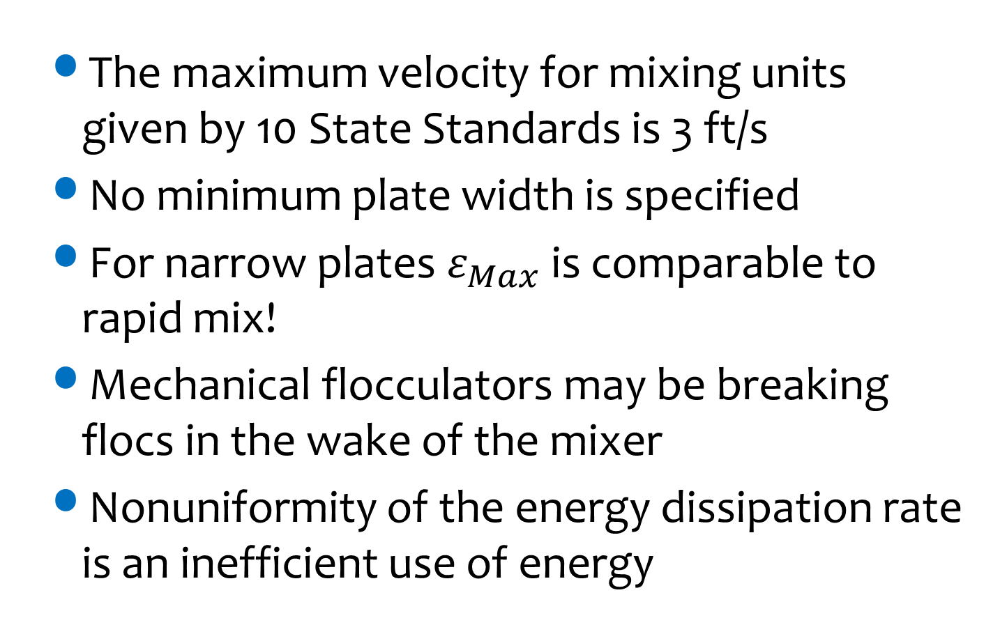 • The maximum velocity for mixing units
given by 10 State Standards is 3 ft/s
• No minimum plate width is specified
• For narrow plates ε_Max is comparable to
rapid mix!
• Mechanical flocculators may be breaking
flocs in the wake of the mixer
• Nonuniformity of the energy dissipation rate
is an inefficient use of energy